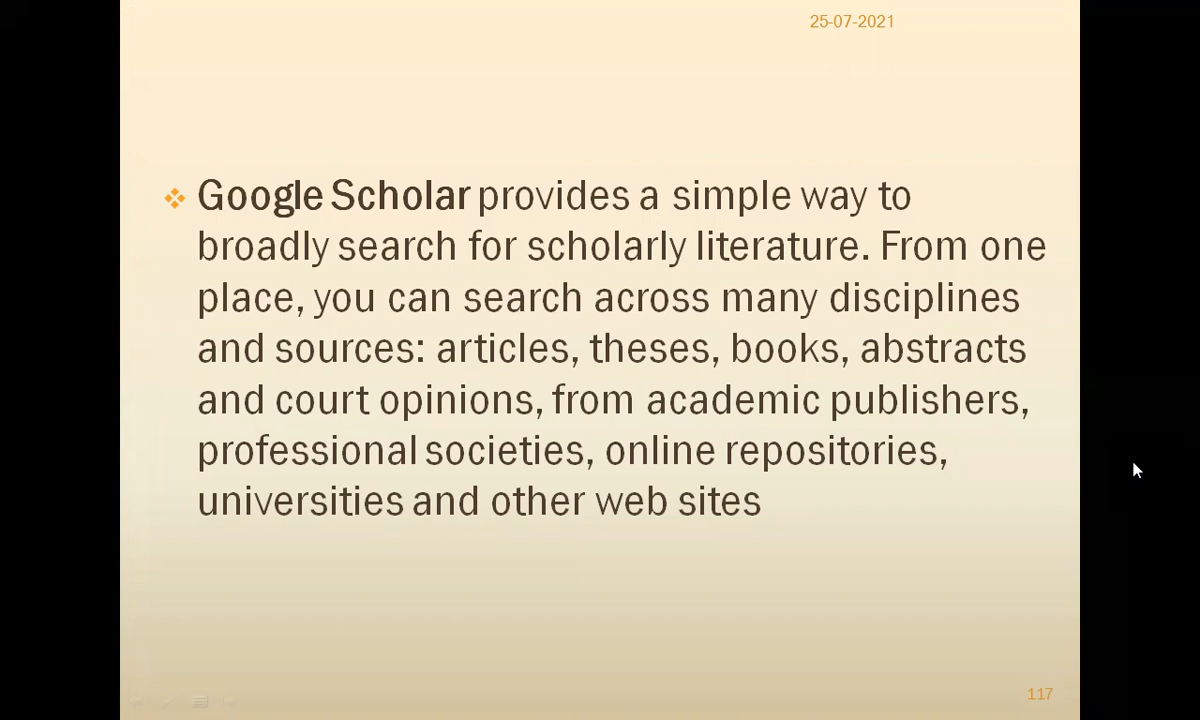 25-07-2021
Google Scholar provides a simple way to
broadly search for scholarly literature. From one
place, you can search across many disciplines
and sources: articles, theses, books, abstracts
and court opinions, from academic publishers,
professional societies, online repositories,
universities and other web sites
117